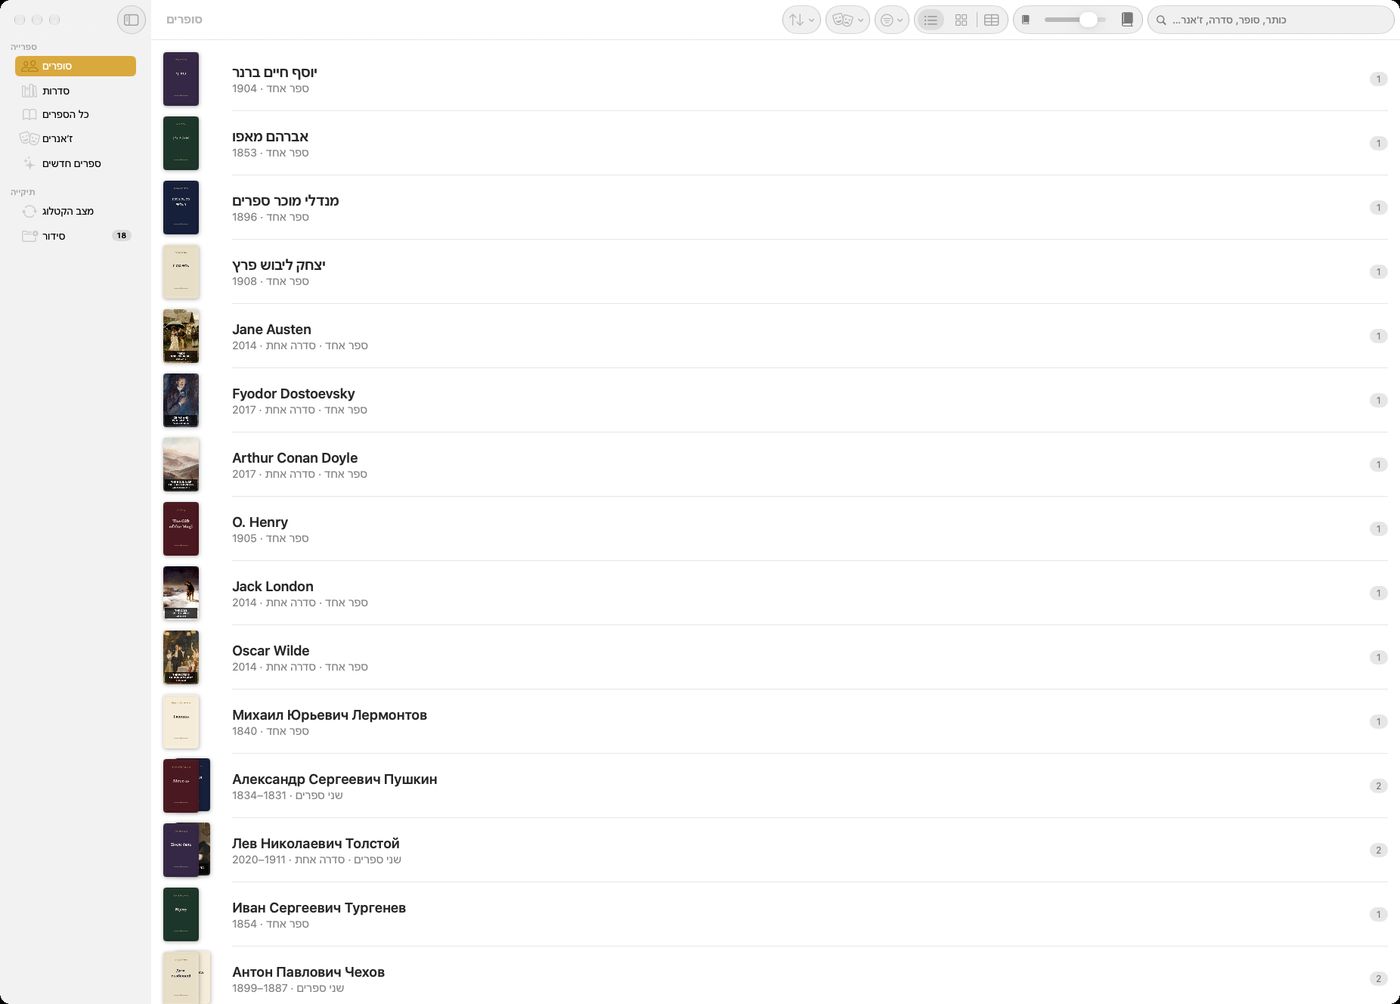 סופרים
כותר, סופר, סדרה, ז'אנר...
ספרייה
סופרים
סדרות
כל הספרים
ז'אנרים
ספרים חדשים
תיקייה
מצב הקטלוג
סידור
18
יוסף חיים ברנר
ספר אחד · 1904
1
אברהם מאפו
ספר אחד · 1853
1
מנדלי מוכר ספרים
ספר אחד · 1896
1
יצחק ליבוש פרץ
ספר אחד · 1908
1
Jane Austen
ספר אחד · סדרה אחת · 2014
1
Fyodor Dostoevsky
ספר אחד · סדרה אחת · 2017
1
Arthur Conan Doyle
ספר אחד · סדרה אחת · 2017
1
The Gift
of the Magi
O. Henry
ספר אחד · 1905
1
Jack London
ספר אחד · סדרה אחת · 2014
1
Oscar Wilde
ספר אחד · סדרה אחת · 2014
1
Михаил Юрьевич Лермонтов
ספר אחד · 1840
1
Александр Сергеевич Пушкин
שני ספרים · 1831–1834
2
Лев Николаевич Толстой
שני ספרים · סדרה אחת · 1911–2020
2
Иван Сергеевич Тургенев
ספר אחד · 1854
1
Антон Павлович Чехов
שני ספרים · 1887–1899
2